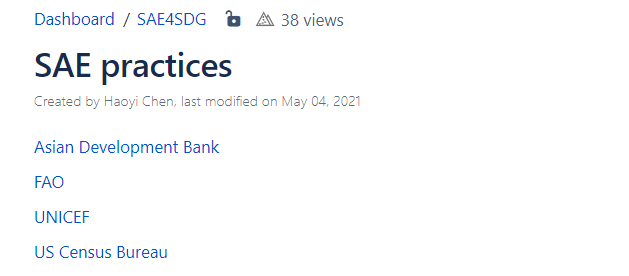 Dashboard / SAE4SDG 38 views
SAE practices
Created by Haoyi Chen, last modified on May 04, 2021
Asian Development Bank
FAO
UNICEF
US Census Bureau